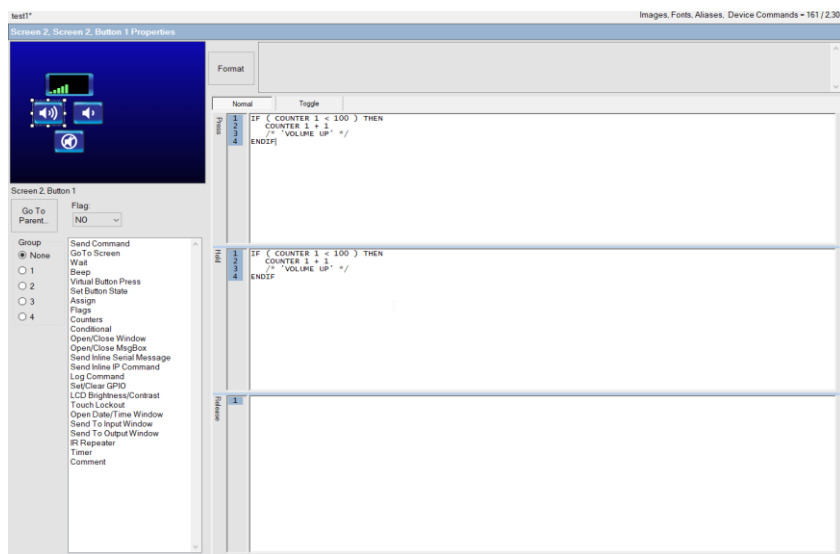 test1*
Images, Fonts, Aliases, Device Commands - 161 / 2,30
Screen 2, Screen 2, Button 1 Properties
Format
Normal Toggle
Press
1 IF ( COUNTER 1 < 100 ) THEN
2 COUNTER 1 + 1
3 /* 'VOLUME UP' */
4 ENDIF
Screen 2, Button 1
Go To Parent...
Flag:
NO
Group
None
1
2
3
4
Send Command
GoTo Screen
Wait
Beep
Virtual Button Press
Set Button State
Assign
Flags
Counters
Conditional
Open/Close Window
Open/Close MsgBox
Send Inline Serial Message
Send Inline IP Command
Log Command
Set/Clear GPIO
LCD Brightness/Contrast
Touch Lockout
Open Date/Time Window
Send To Input Window
Send To Output Window
IR Repeater
Timer
Comment
Hold
1 IF ( COUNTER 1 < 100 ) THEN
2 COUNTER 1 + 1
3 /* 'VOLUME UP' */
4 ENDIF
Release
1